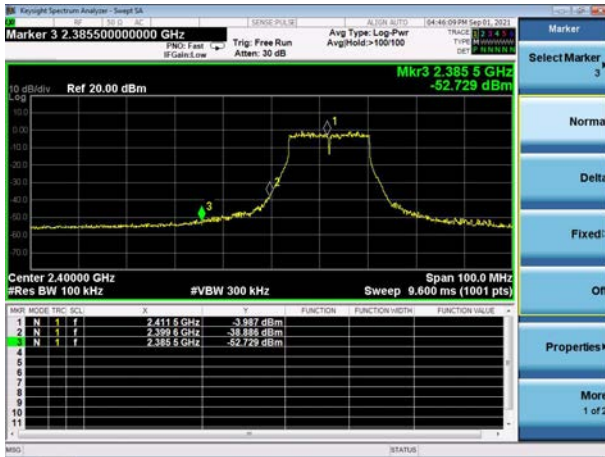 Keysight Spectrum Analyzer - Swept SA
RF 50 Ω AC SENSE:PULSE ALIGN AUTO 04:46:09 PM Sep 01, 2021
Marker 3 2.385500000000 GHz
PNO: Fast
IFGain:Low
Trig: Free Run
Atten: 30 dB
Avg Type: Log-Pwr
Avg|Hold:>100/100
TRACE 1 2 3 4 5 6
TYPE M W W W W W
DET P N N N N N
Mkr3 2.385 5 GHz
-52.729 dBm
10 dB/div Ref 20.00 dBm
Log
10.0
0.00
-10.0
-20.0
-30.0
-40.0
-50.0
-60.0
-70.0
1
2
3
Center 2.40000 GHz Span 100.0 MHz
#Res BW 100 kHz #VBW 300 kHz Sweep 9.600 ms (1001 pts)
MKR MODE TRC SCL X Y FUNCTION FUNCTION WIDTH FUNCTION VALUE
1 N 1 f 2.411 5 GHz -3.987 dBm
2 N 1 f 2.399 6 GHz -38.886 dBm
3 N 1 f 2.385 5 GHz -52.729 dBm
4
5
6
7
8
9
10
11
MSG STATUS
Marker
Select Marker
3
Norma
Delta
Fixed
Of
Properties
More
1 of 2